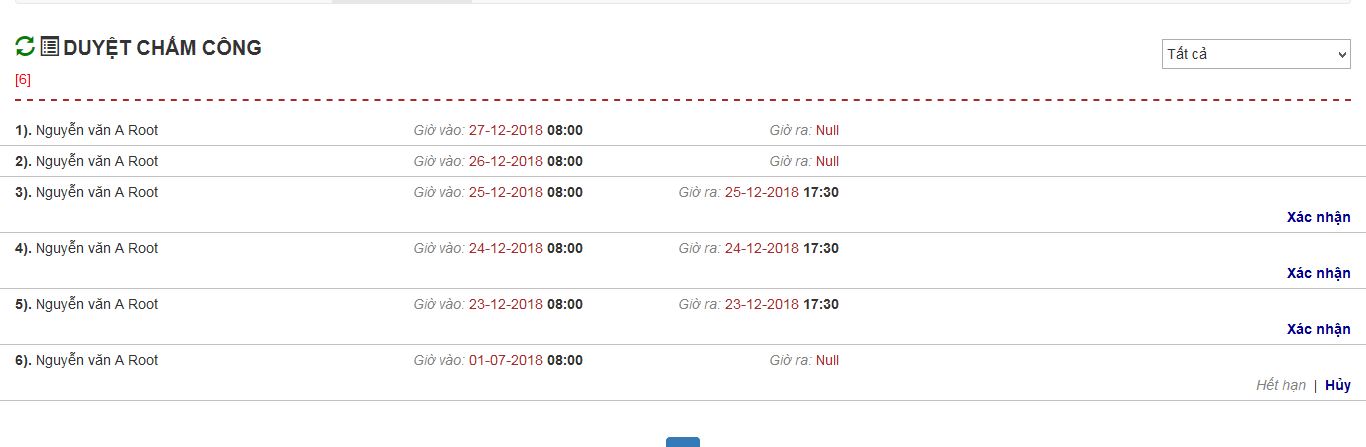 DUYỆT CHẤM CÔNG
Tất cả
[6]
1). Nguyễn văn A Root Giờ vào: 27-12-2018 08:00 Giờ ra: Null
2). Nguyễn văn A Root Giờ vào: 26-12-2018 08:00 Giờ ra: Null
3). Nguyễn văn A Root Giờ vào: 25-12-2018 08:00 Giờ ra: 25-12-2018 17:30
Xác nhận
4). Nguyễn văn A Root Giờ vào: 24-12-2018 08:00 Giờ ra: 24-12-2018 17:30
Xác nhận
5). Nguyễn văn A Root Giờ vào: 23-12-2018 08:00 Giờ ra: 23-12-2018 17:30
Xác nhận
6). Nguyễn văn A Root Giờ vào: 01-07-2018 08:00 Giờ ra: Null
Hết hạn | Hủy